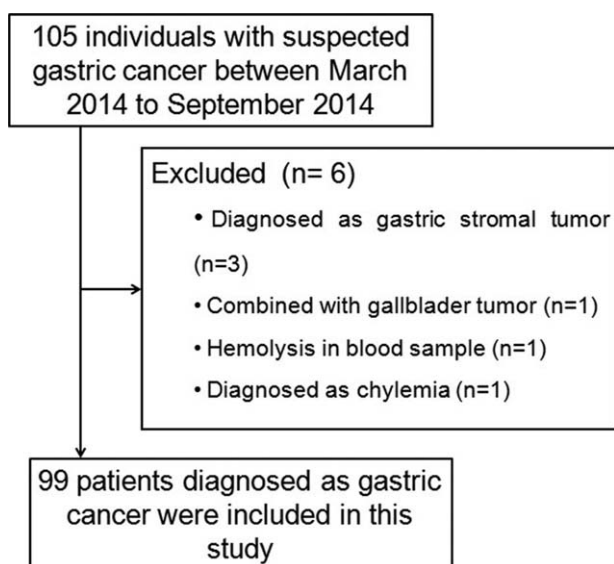 105 individuals with suspected
gastric cancer between March
2014 to September 2014
Excluded (n= 6)
• Diagnosed as gastric stromal tumor
(n=3)
• Combined with gallblader tumor (n=1)
• Hemolysis in blood sample (n=1)
• Diagnosed as chylemia (n=1)
99 patients diagnosed as gastric
cancer were included in this
study